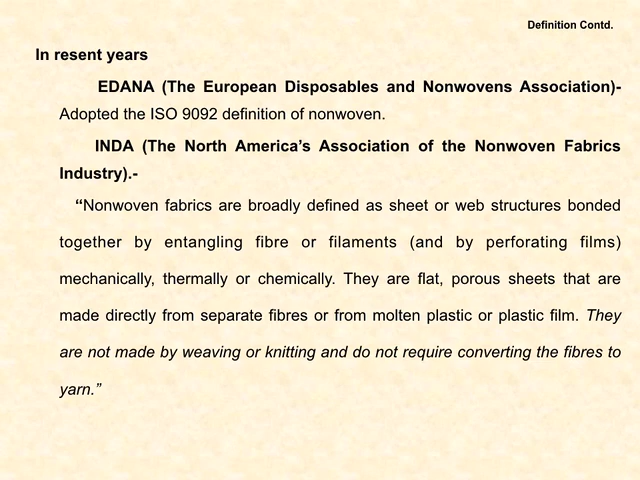 Definition Contd.
In resent years
EDANA (The European Disposables and Nonwovens Association)-
Adopted the ISO 9092 definition of nonwoven.
INDA (The North America’s Association of the Nonwoven Fabrics
Industry).-
“Nonwoven fabrics are broadly defined as sheet or web structures bonded
together by entangling fibre or filaments (and by perforating films)
mechanically, thermally or chemically. They are flat, porous sheets that are
made directly from separate fibres or from molten plastic or plastic film. They
are not made by weaving or knitting and do not require converting the fibres to
yarn.”